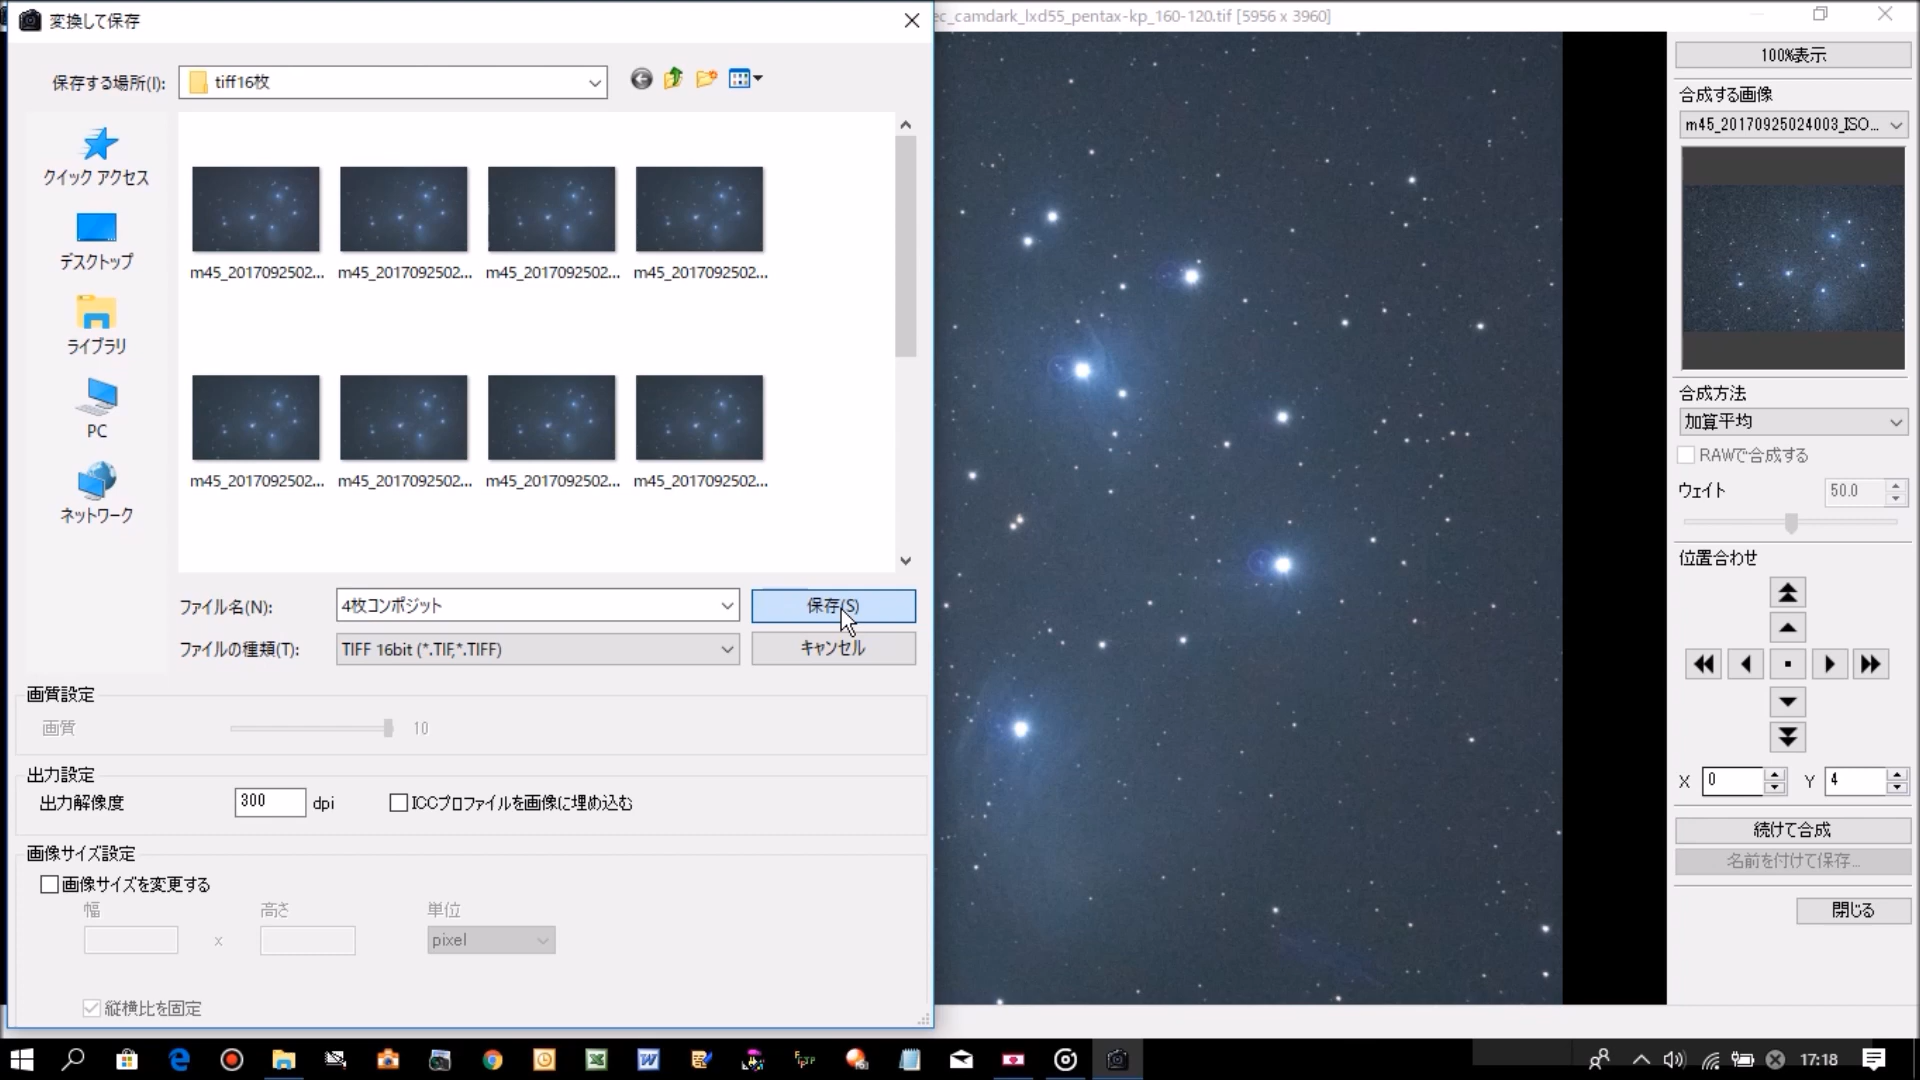 変換して保存
ec_camdark_lxd55_pentax-kp_160-120.tif [5956 x 3960]
保存する場所(I):
tiff16枚
クイック アクセス
デスクトップ
ライブラリ
PC
ネットワーク
m45_2017092502...
m45_2017092502...
m45_2017092502...
m45_2017092502...
m45_2017092502...
m45_2017092502...
m45_2017092502...
m45_2017092502...
ファイル名(N):
4枚コンポジット
保存(S)
ファイルの種類(T):
TIFF 16bit (*.TIF,*.TIFF)
キャンセル
画質設定
画質
10
出力設定
出力解像度
300
dpi
ICCプロファイルを画像に埋め込む
画像サイズ設定
画像サイズを変更する
幅
高さ
単位
x
pixel
縦横比を固定
100%表示
合成する画像
m45_20170925024003_ISO...
合成方法
加算平均
RAWで合成する
ウェイト
50.0
位置合わせ
X
0
Y
4
続けて合成
名前を付けて保存...
閉じる
17:18